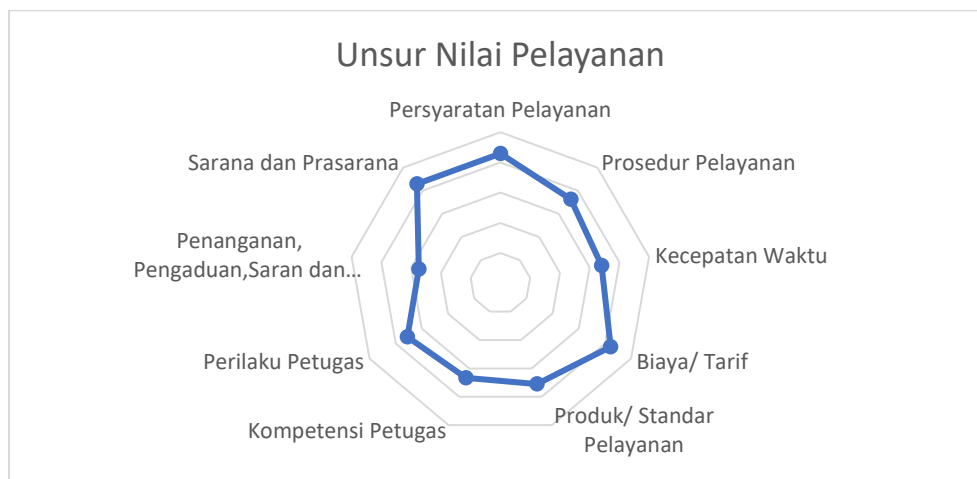 Unsur Nilai Pelayanan
Persyaratan Pelayanan
Prosedur Pelayanan
Kecepatan Waktu
Biaya/ Tarif
Produk/ Standar
Pelayanan
Kompetensi Petugas
Perilaku Petugas
Penanganan,
Pengaduan,Saran dan...
Sarana dan Prasarana